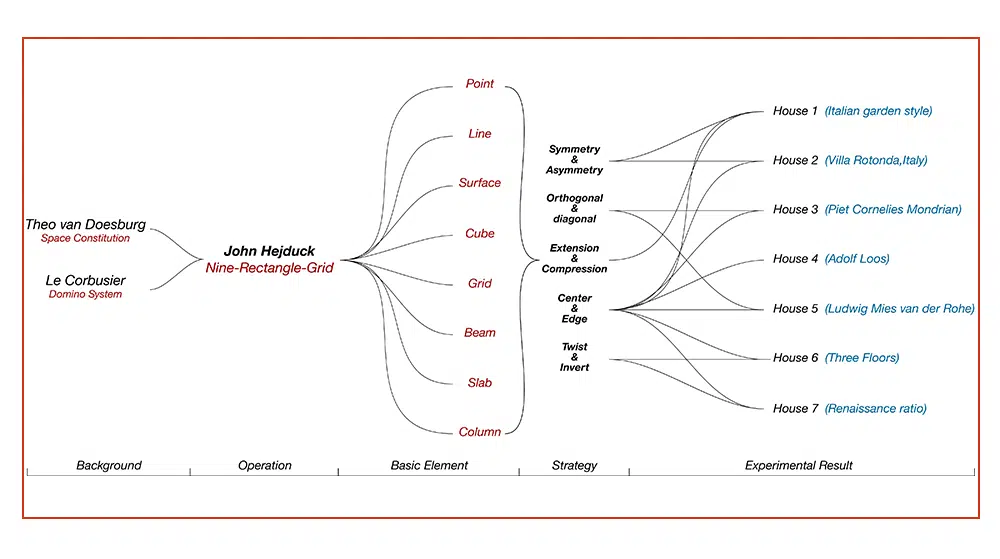 Theo van Doesburg
Space Constitution
Le Corbusier
Domino System
John Hejduck
Nine-Rectangle-Grid
Point
Line
Surface
Cube
Grid
Beam
Slab
Column
Symmetry
&
Asymmetry
Orthogonal
&
diagonal
Extension
&
Compression
Center
&
Edge
Twist
&
Invert
House 1 (Italian garden style)
House 2 (Villa Rotonda,Italy)
House 3 (Piet Cornelies Mondrian)
House 4 (Adolf Loos)
House 5 (Ludwig Mies van der Rohe)
House 6 (Three Floors)
House 7 (Renaissance ratio)
Background
Operation
Basic Element
Strategy
Experimental Result